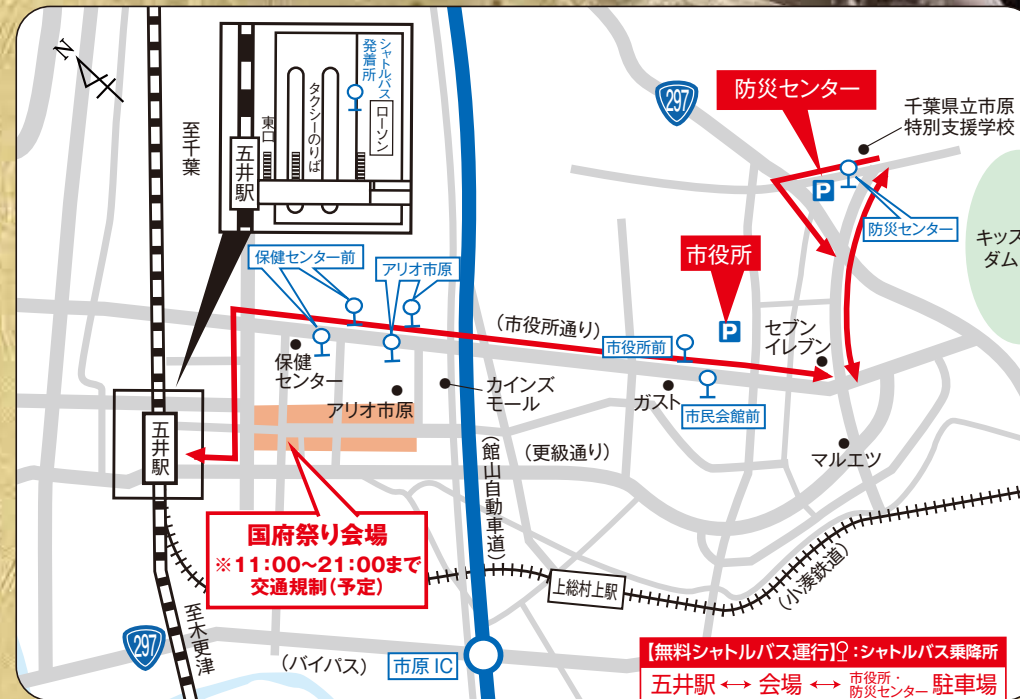 N
至千葉
五井駅
東口
タクシーのりば
シャトルバス
発着所
ローソン
297
防災センター
千葉県立市原
特別支援学校
P
防災センター
キッズ
ダム
保健センター前
アリオ市原
市役所
P
(市役所通り)
市役所前
セブン
イレブン
保健
センター
アリオ市原
カインズ
モール
ガスト
市民会館前
五井駅
(更級通り)
マルエツ
(館山自動車道)
国府祭り会場
※11:00~21:00まで
交通規制(予定)
上総村上駅
(小湊鉄道)
至木更津
297
(バイパス)
市原 IC
【無料シャトルバス運行】 :シャトルバス乗降所
五井駅 ↔ 会場 ↔ 市役所・防災センター 駐車場